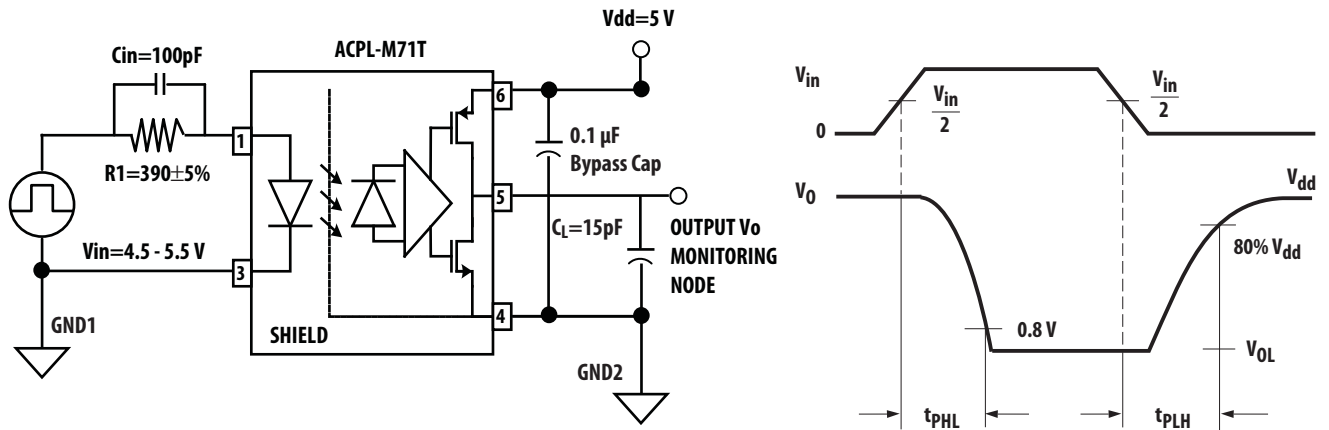 Vdd=5 V
ACPL-M71T
Cin=100pF
R1=390±5%
Vin=4.5 - 5.5 V
GND1
1
3
SHIELD
6
5
4
0.1 µF
Bypass Cap
CL=15pF
OUTPUT Vo
MONITORING
NODE
GND2
Vin
Vin
2
Vin
2
0
VO
Vdd
80% Vdd
0.8 V
VOL
tPHL
tPLH